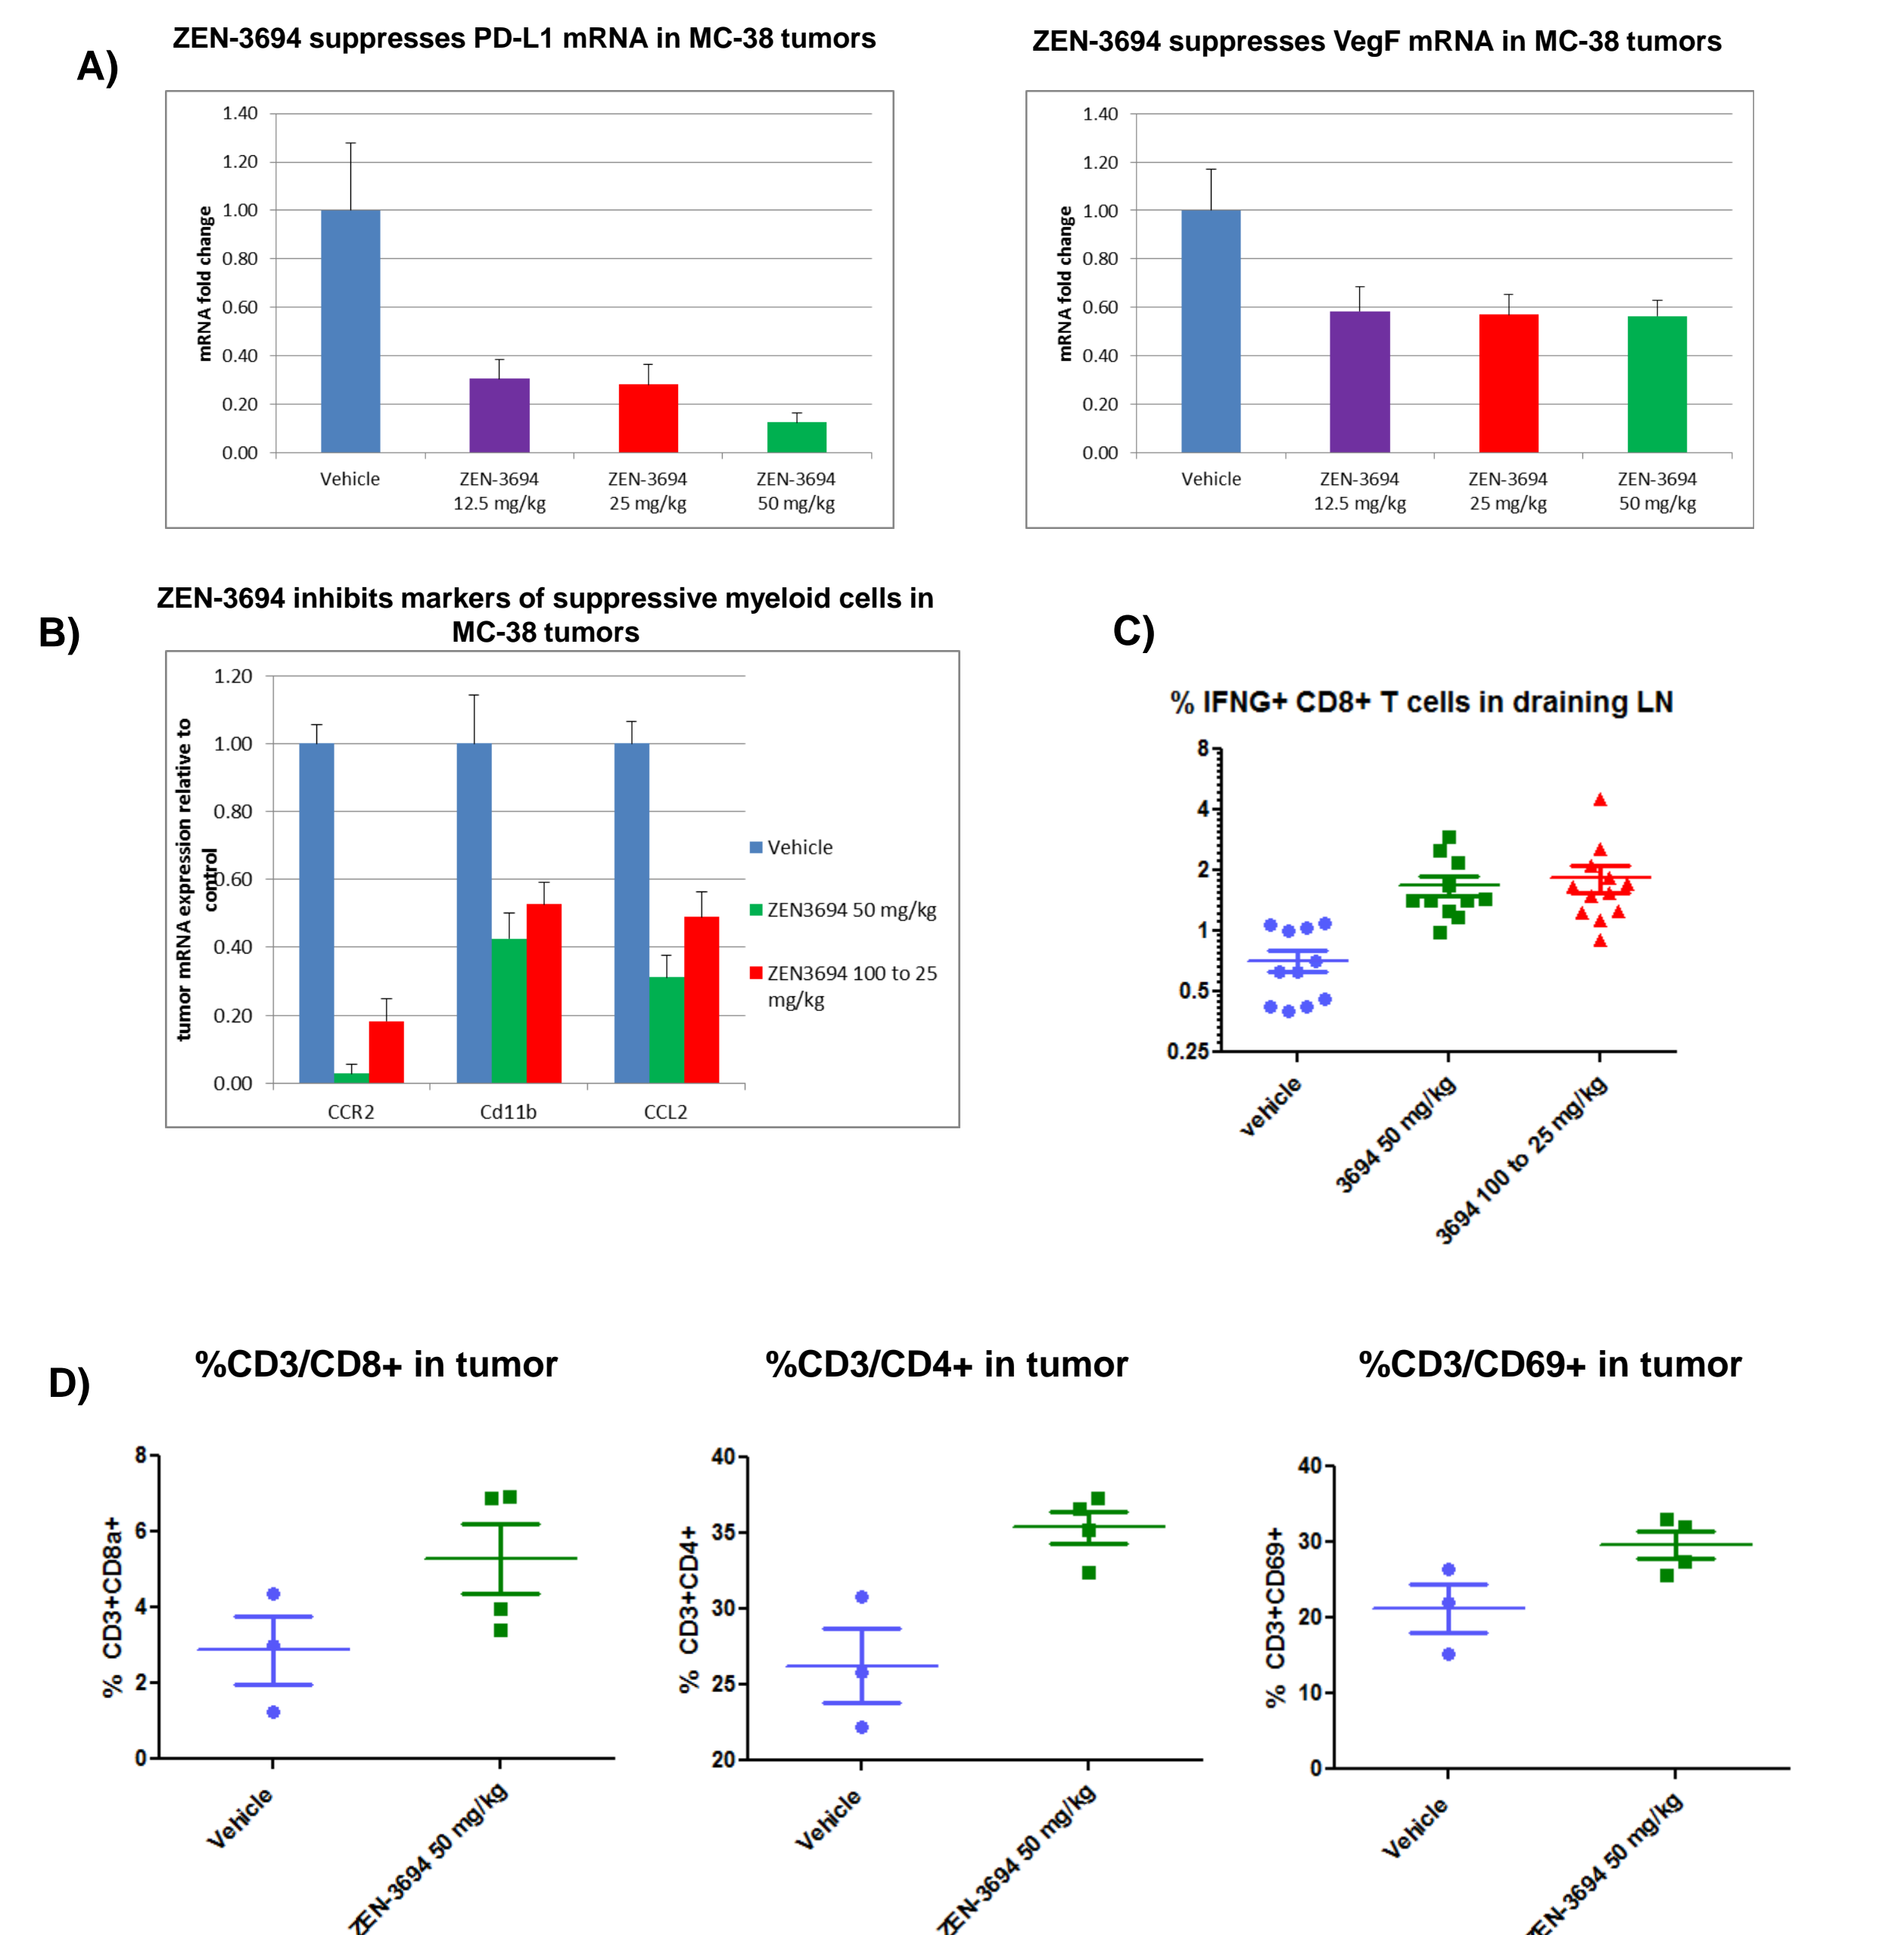 ZEN-3694 suppresses PD-L1 mRNA in MC-38 tumors
ZEN-3694 suppresses VegF mRNA in MC-38 tumors
A)
mRNA fold change
1.40
1.20
1.00
0.80
0.60
0.40
0.20
0.00
Vehicle
ZEN-3694
12.5 mg/kg
ZEN-3694
25 mg/kg
ZEN-3694
50 mg/kg
mRNA fold change
1.40
1.20
1.00
0.80
0.60
0.40
0.20
0.00
Vehicle
ZEN-3694
12.5 mg/kg
ZEN-3694
25 mg/kg
ZEN-3694
50 mg/kg
B)
ZEN-3694 inhibits markers of suppressive myeloid cells in
MC-38 tumors
tumor mRNA expression relative to
control
1.20
1.00
0.80
0.60
0.40
0.20
0.00
CCR2
Cd11b
CCL2
Vehicle
ZEN3694 50 mg/kg
ZEN3694 100 to 25
mg/kg
C)
% IFNG+ CD8+ T cells in draining LN
8
4
2
1
0.5
0.25
vehicle
3694 50 mg/kg
3694 100 to 25 mg/kg
D)
%CD3/CD8+ in tumor
% CD3+CD8a+
8
6
4
2
0
Vehicle
ZEN-3694 50 mg/kg
%CD3/CD4+ in tumor
% CD3+CD4+
40
35
30
25
20
Vehicle
ZEN-3694 50 mg/kg
%CD3/CD69+ in tumor
% CD3+CD69+
40
30
20
10
0
Vehicle
ZEN-3694 50 mg/kg